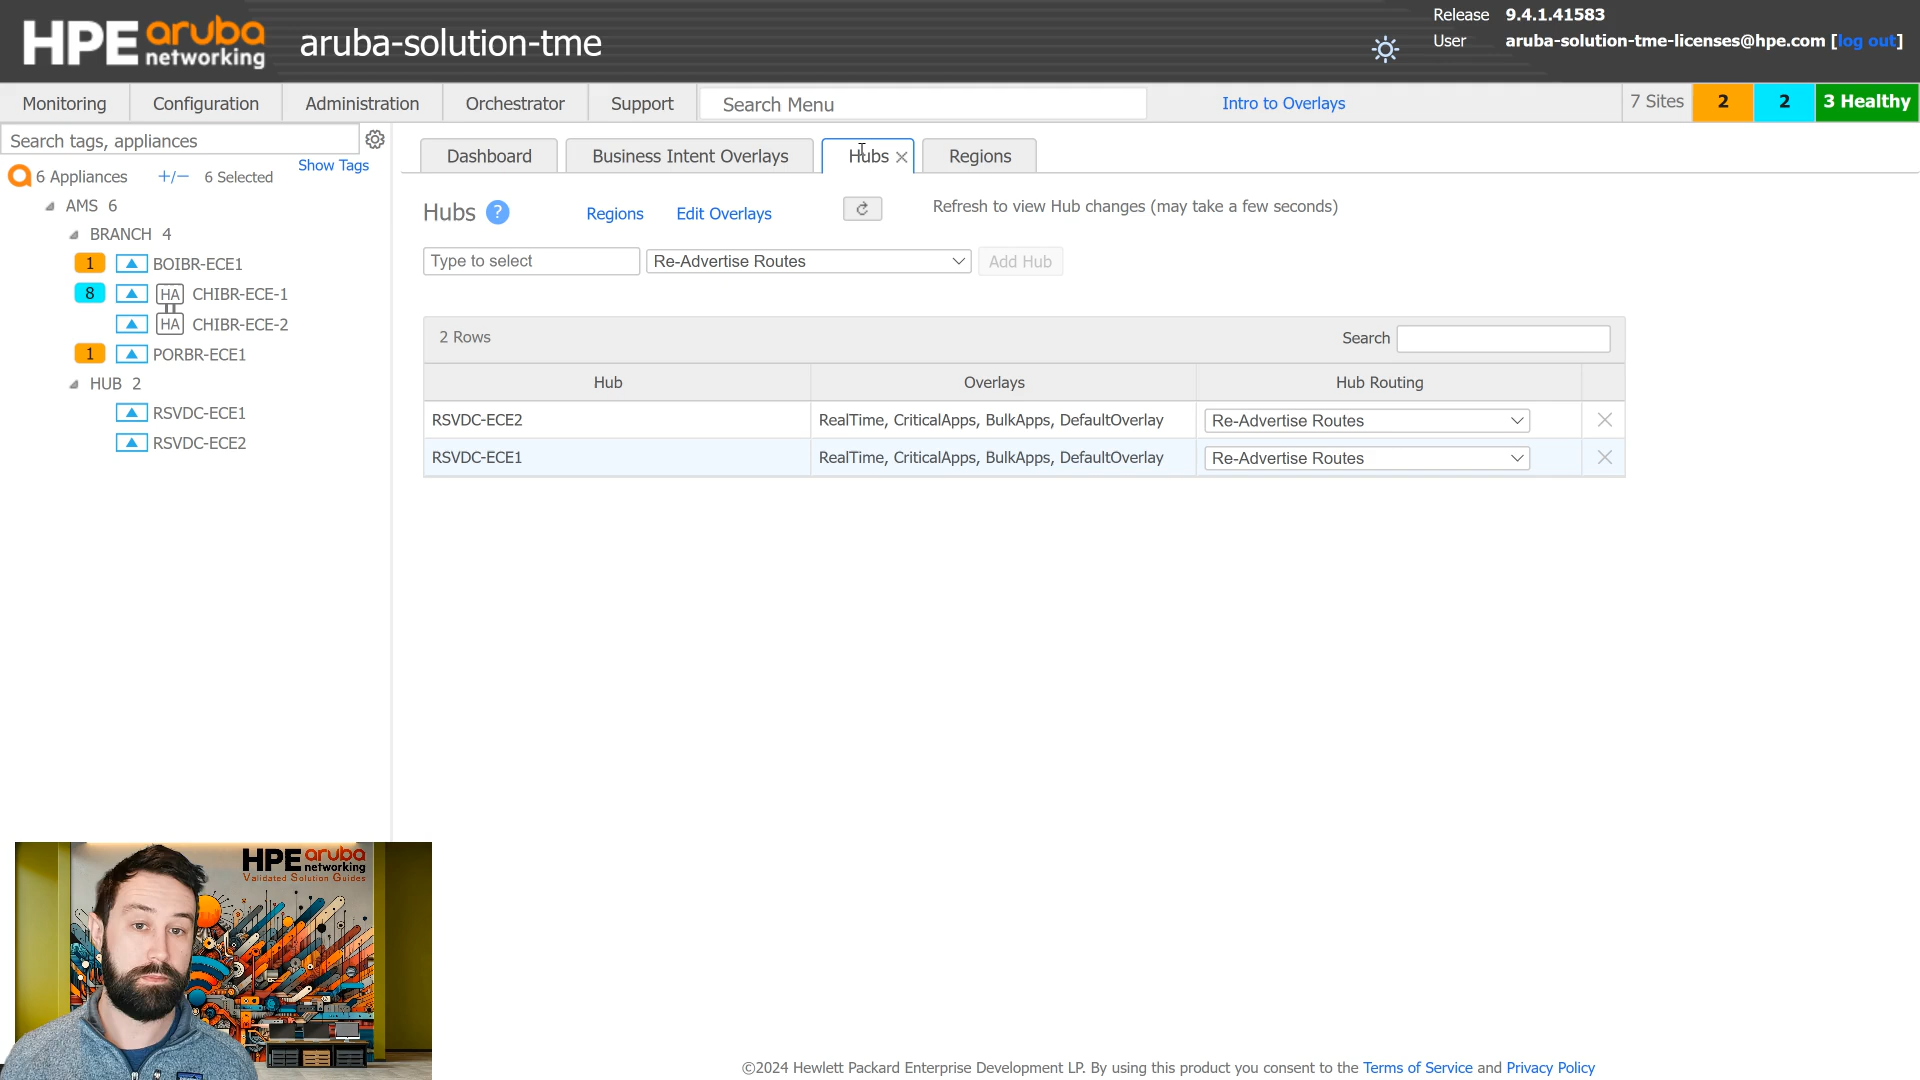 HPE aruba networking
aruba-solution-tme
Release 9.4.1.41583
User aruba-solution-tme-licenses@hpe.com [log out]
Monitoring Configuration Administration Orchestrator Support Search Menu Intro to Overlays 7 Sites 2 2 3 Healthy
Search tags, appliances
Show Tags
6 Appliances +/− 6 Selected
AMS 6
BRANCH 4
1 BOIBR-ECE1
8 HA CHIBR-ECE-1
HA CHIBR-ECE-2
1 PORBR-ECE1
HUB 2
RSVDC-ECE1
RSVDC-ECE2
Dashboard Business Intent Overlays Hubs Regions
Hubs ? Regions Edit Overlays Refresh to view Hub changes (may take a few seconds)
Type to select Re-Advertise Routes Add Hub
2 Rows Search
Hub Overlays Hub Routing
RSVDC-ECE2 RealTime, CriticalApps, BulkApps, DefaultOverlay Re-Advertise Routes
RSVDC-ECE1 RealTime, CriticalApps, BulkApps, DefaultOverlay Re-Advertise Routes
HPE aruba networking
Validated Solution Guides
©2024 Hewlett Packard Enterprise Development LP. By using this product you consent to the Terms of Service and Privacy Policy